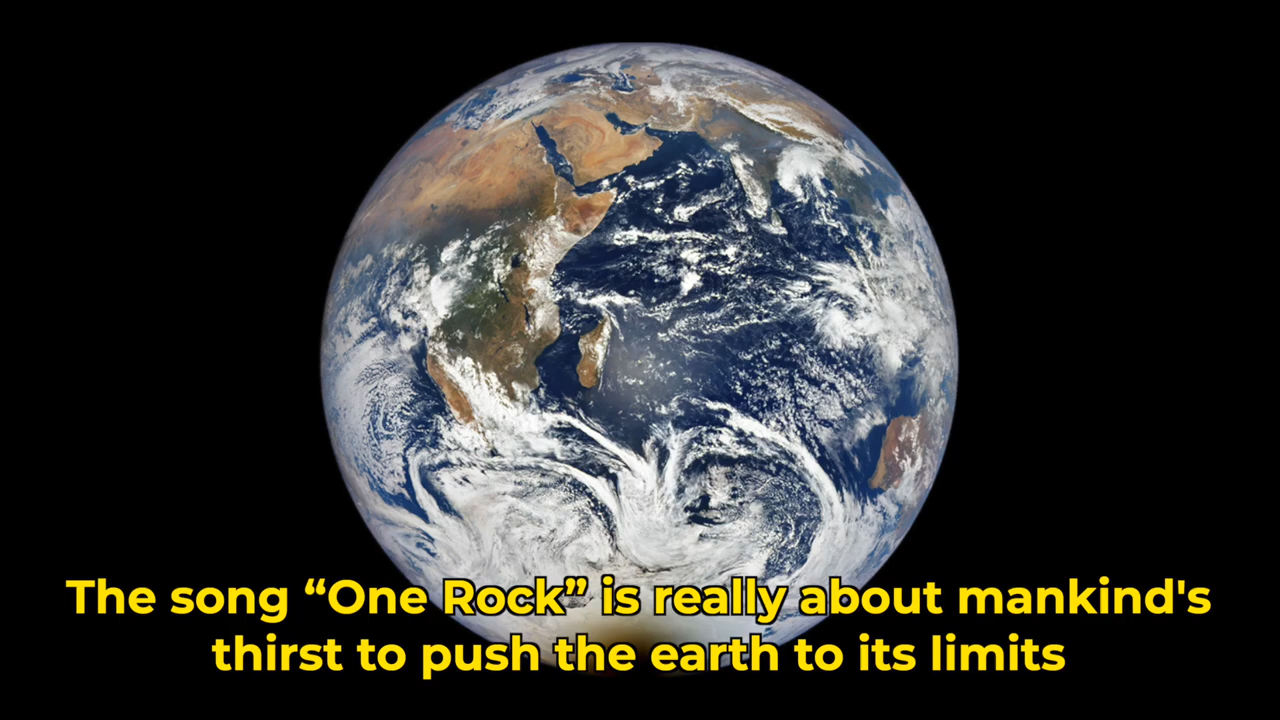 The song “One Rock” is really about mankind's
thirst to push the earth to its limits